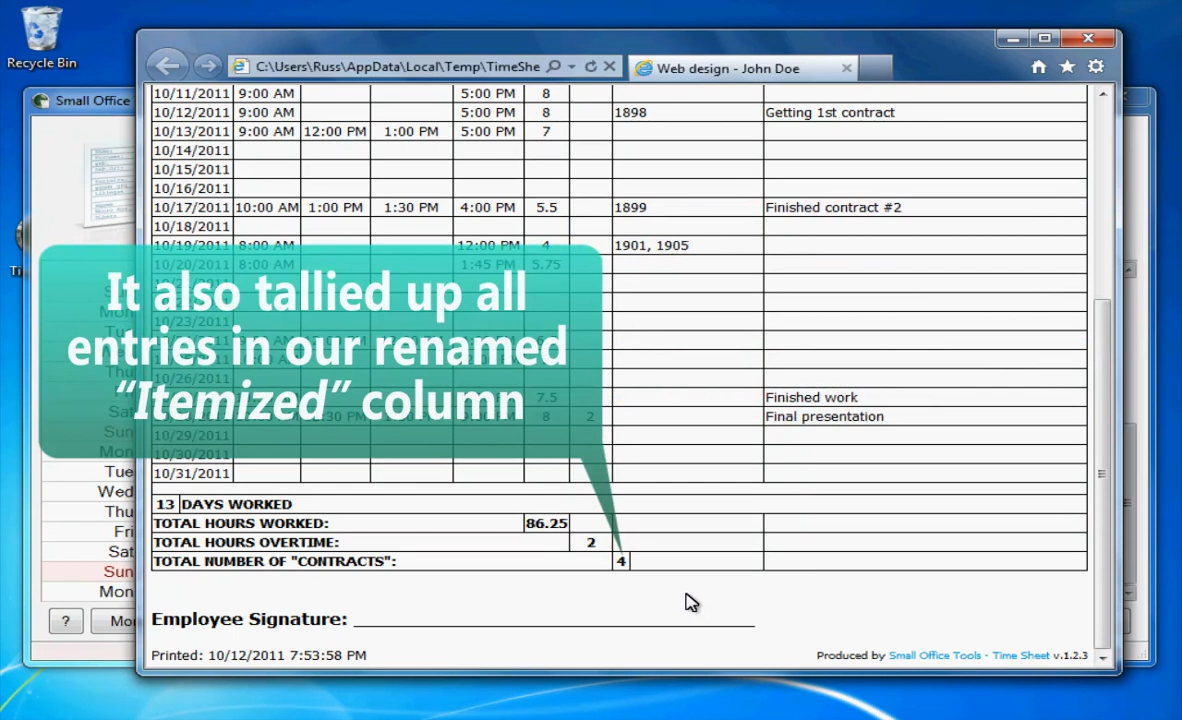 Recycle Bin
C:\Users\Russ\AppData\Local\Temp\TimeShe
Web design - John Doe
Small Office
10/11/2011 9:00 AM 5:00 PM 8
10/12/2011 9:00 AM 5:00 PM 8 1898 Getting 1st contract
10/13/2011 9:00 AM 12:00 PM 1:00 PM 5:00 PM 7
10/14/2011
10/15/2011
10/16/2011
10/17/2011 10:00 AM 1:00 PM 1:30 PM 4:00 PM 5.5 1899 Finished contract #2
10/18/2011
10/19/2011 8:00 AM 12:00 PM 4 1901, 1905
10/20/2011 8:00 AM 1:45 PM 5.75
It also tallied up all
entries in our renamed
“Itemized” column
10/23/2011
10/26/2011
7.5 Finished work
8 2 Final presentation
10/29/2011
10/30/2011
10/31/2011
Sat
Sun
Mon
Tue
Wed
Thu
Fri
Sat
Sun
Mon
13 DAYS WORKED
TOTAL HOURS WORKED: 86.25
TOTAL HOURS OVERTIME: 2
TOTAL NUMBER OF "CONTRACTS": 4
?
Employee Signature:
Printed: 10/12/2011 7:53:58 PM
Produced by Small Office Tools - Time Sheet v.1.2.3